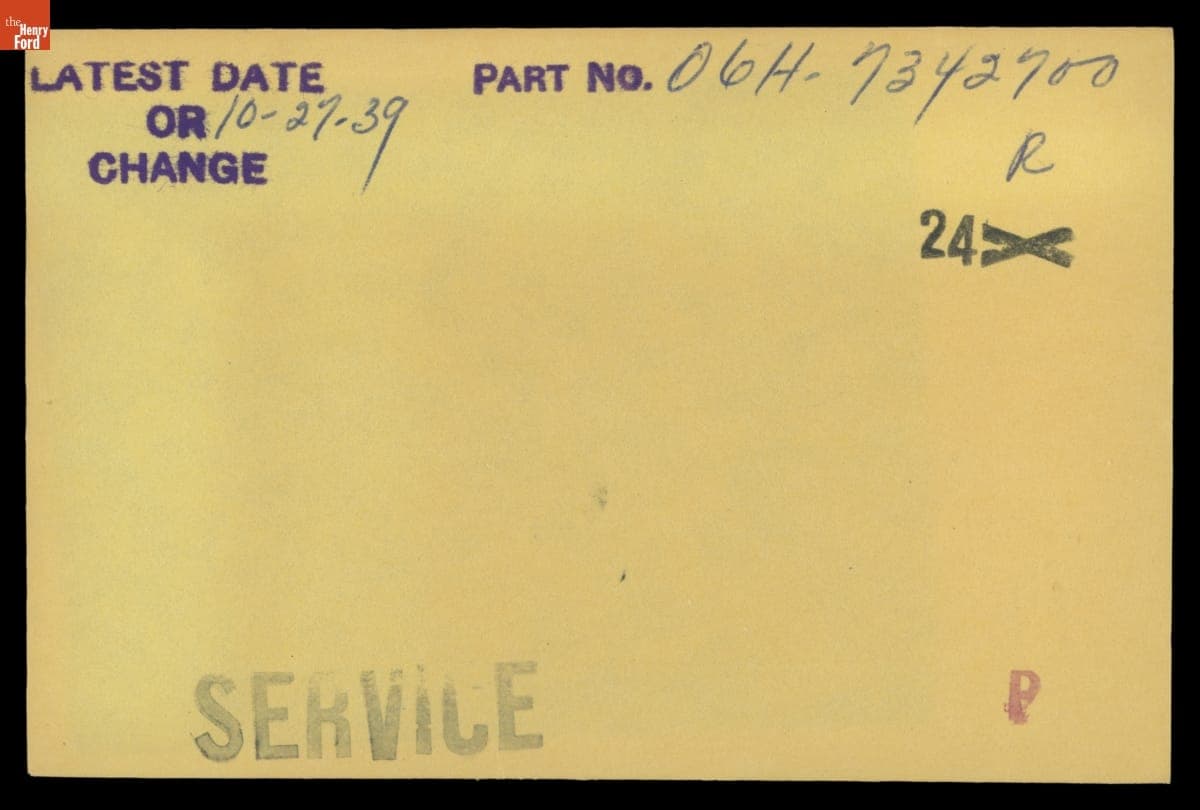 the
Henry
Ford
LATEST DATE
OR 10-27-39
CHANGE
PART NO. 06H-7342700
R
24
SERVICE
P